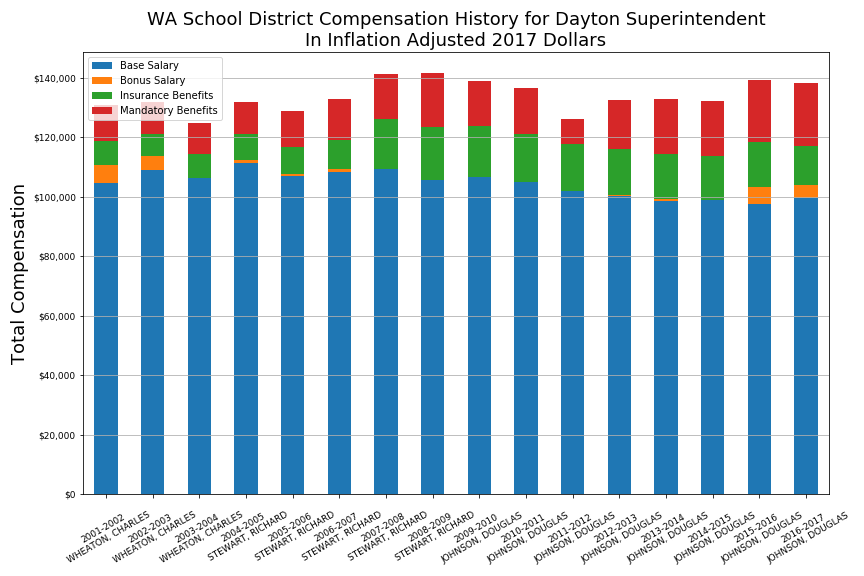 WA School District Compensation History for Dayton Superintendent
In Inflation Adjusted 2017 Dollars
Base Salary
Bonus Salary
Insurance Benefits
Mandatory Benefits
Total Compensation
$140,000
$120,000
$100,000
$80,000
$60,000
$40,000
$20,000
$0
2001-2002
WHEATON, CHARLES
2002-2003
WHEATON, CHARLES
2003-2004
WHEATON, CHARLES
2004-2005
STEWART, RICHARD
2005-2006
STEWART, RICHARD
2006-2007
STEWART, RICHARD
2007-2008
STEWART, RICHARD
2008-2009
STEWART, RICHARD
2009-2010
JOHNSON, DOUGLAS
2010-2011
JOHNSON, DOUGLAS
2011-2012
JOHNSON, DOUGLAS
2012-2013
JOHNSON, DOUGLAS
2013-2014
JOHNSON, DOUGLAS
2014-2015
JOHNSON, DOUGLAS
2015-2016
JOHNSON, DOUGLAS
2016-2017
JOHNSON, DOUGLAS